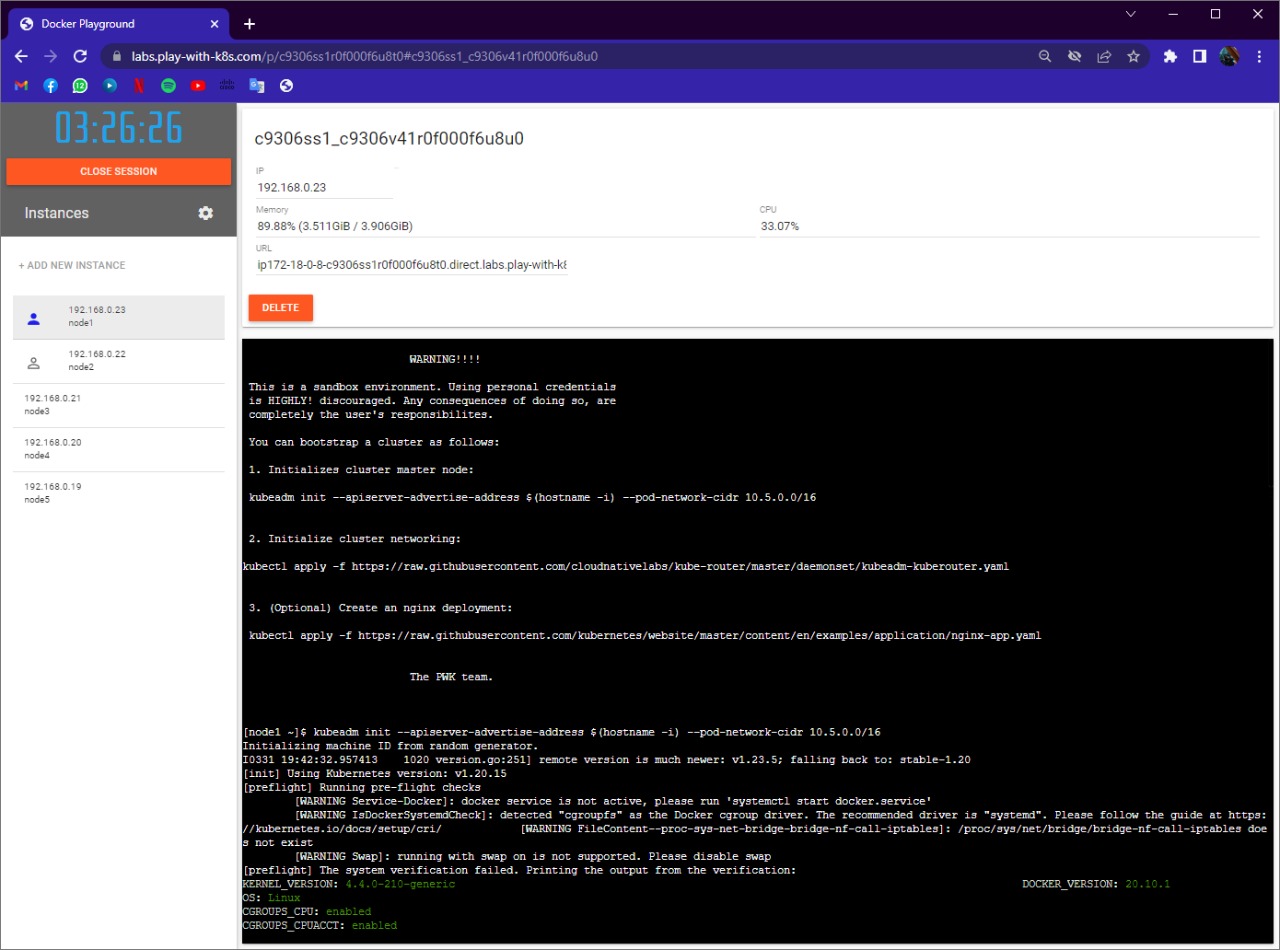 Docker Playground
labs.play-with-k8s.com/p/c9306ss1r0f000f6u8t0#c9306ss1_c9306v41r0f000f6u8u0
12
03:26:26
CLOSE SESSION
Instances
+ ADD NEW INSTANCE
192.168.0.23
node1
192.168.0.22
node2
192.168.0.21
node3
192.168.0.20
node4
192.168.0.19
node5
c9306ss1_c9306v41r0f000f6u8u0
IP
192.168.0.23
Memory
89.88% (3.511GiB / 3.906GiB)
CPU
33.07%
URL
ip172-18-0-8-c9306ss1r0f000f6u8t0.direct.labs.play-with-k8
DELETE
WARNING!!!!
This is a sandbox environment. Using personal credentials
is HIGHLY! discouraged. Any consequences of doing so, are
completely the user's responsibilites.
You can bootstrap a cluster as follows:
1. Initializes cluster master node:
kubeadm init --apiserver-advertise-address $(hostname -i) --pod-network-cidr 10.5.0.0/16
2. Initialize cluster networking:
kubectl apply -f https://raw.githubusercontent.com/cloudnativelabs/kube-router/master/daemonset/kubeadm-kuberouter.yaml
3. (Optional) Create an nginx deployment:
kubectl apply -f https://raw.githubusercontent.com/kubernetes/website/master/content/en/examples/application/nginx-app.yaml
The PWK team.
[node1 ~]$ kubeadm init --apiserver-advertise-address $(hostname -i) --pod-network-cidr 10.5.0.0/16
Initializing machine ID from random generator.
I0331 19:42:32.957413    1020 version.go:251] remote version is much newer: v1.23.5; falling back to: stable-1.20
[init] Using Kubernetes version: v1.20.15
[preflight] Running pre-flight checks
[WARNING Service-Docker]: docker service is not active, please run 'systemctl start docker.service'
[WARNING IsDockerSystemdCheck]: detected "cgroupfs" as the Docker cgroup driver. The recommended driver is "systemd". Please follow the guide at https:
//kubernetes.io/docs/setup/cri/ [WARNING FileContent--proc-sys-net-bridge-bridge-nf-call-iptables]: /proc/sys/net/bridge/bridge-nf-call-iptables doe
s not exist
[WARNING Swap]: running with swap on is not supported. Please disable swap
[preflight] The system verification failed. Printing the output from the verification:
KERNEL_VERSION: 4.4.0-210-generic DOCKER_VERSION: 20.10.1
OS: Linux
CGROUPS_CPU: enabled
CGROUPS_CPUACCT: enabled